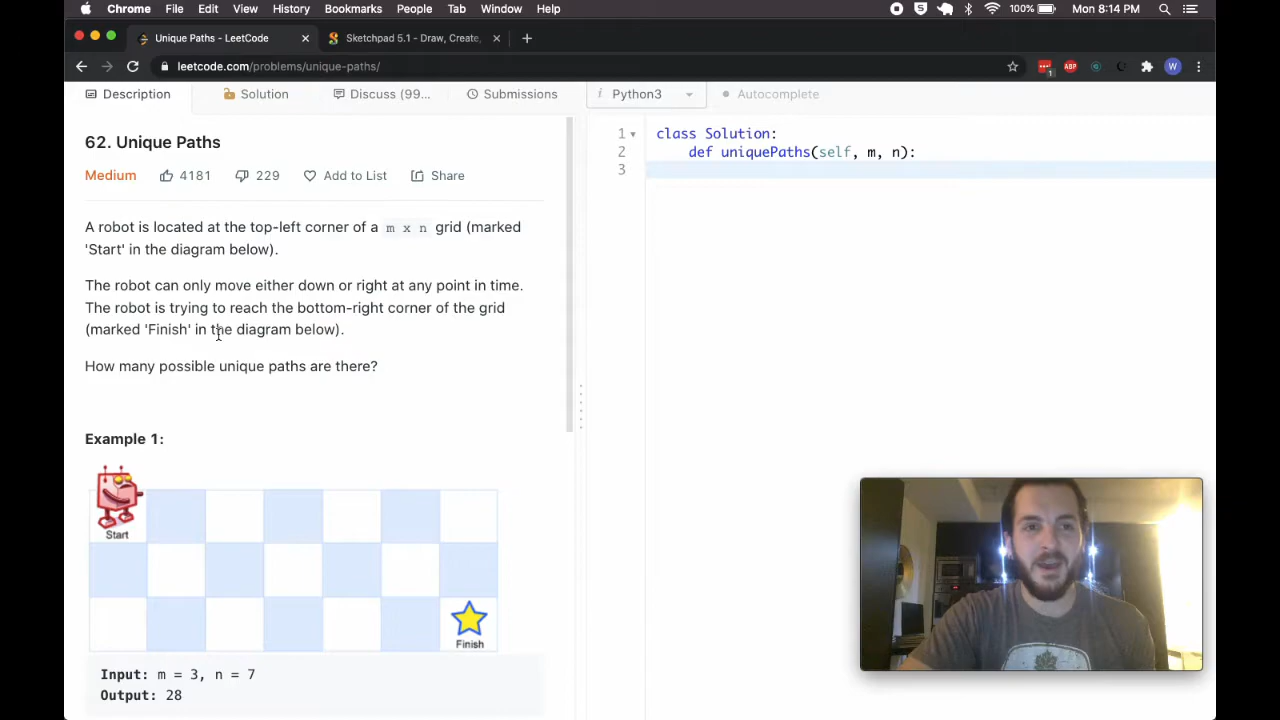 Chrome File Edit View History Bookmarks People Tab Window Help 100% Mon 8:14 PM
Unique Paths - LeetCode Sketchpad 5.1 - Draw, Create,
leetcode.com/problems/unique-paths/
Description Solution Discuss (99... Submissions i Python3 Autocomplete
62. Unique Paths
Medium 4181 229 Add to List Share
A robot is located at the top-left corner of a m x n grid (marked
'Start' in the diagram below).
The robot can only move either down or right at any point in time.
The robot is trying to reach the bottom-right corner of the grid
(marked 'Finish' in the diagram below).
How many possible unique paths are there?
Example 1:
Start
Finish
Input: m = 3, n = 7
Output: 28
1 class Solution:
2 def uniquePaths(self, m, n):
3